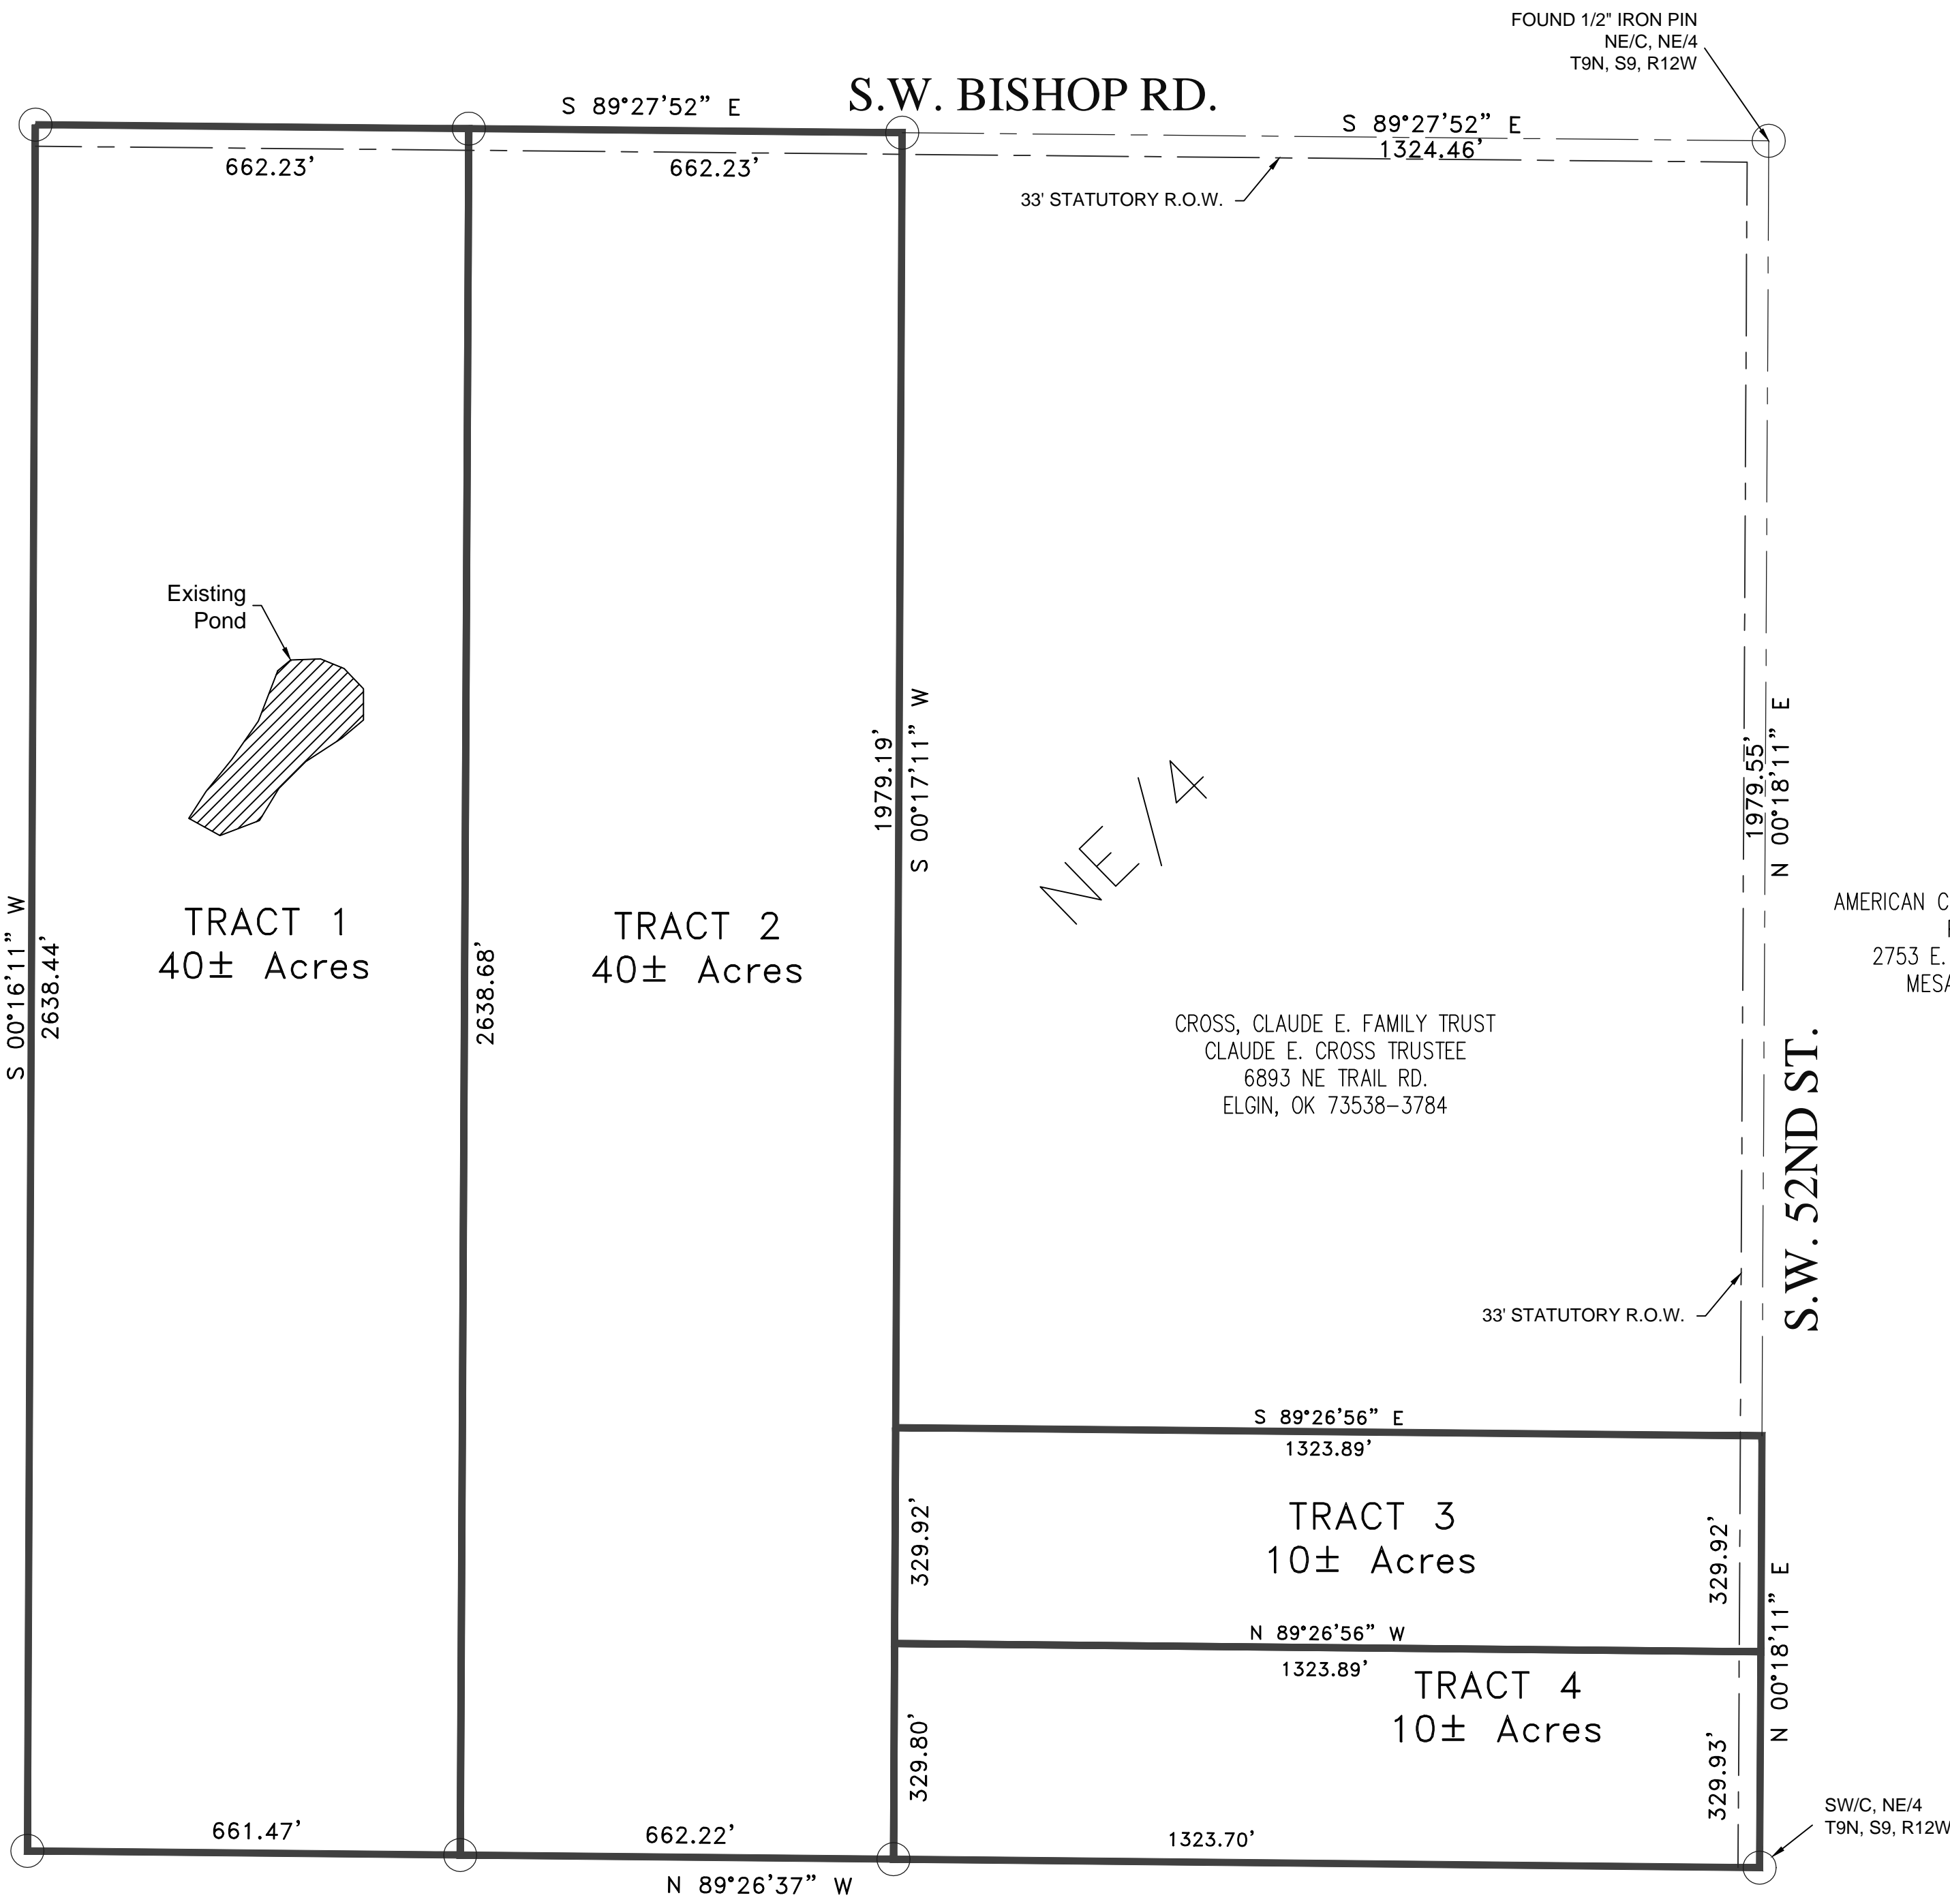 FOUND 1/2" IRON PIN
NE/C, NE/4
T9N, S9, R12W
S.W. BISHOP RD.
S 89°27'52" E
S 89°27'52" E
1324.46'
662.23'
662.23'
33' STATUTORY R.O.W.
Existing
Pond
1979.19'
S 00°17'11" W
1979.55'
N 00°18'11" E
NE/4
S 00°16'11" W
2638.44'
TRACT 1
40± Acres
2638.68'
TRACT 2
40± Acres
AMERICAN C
2753 E.
MESA
CROSS, CLAUDE E. FAMILY TRUST
CLAUDE E. CROSS TRUSTEE
6893 NE TRAIL RD.
ELGIN, OK 73538-3784
S.W. 52ND ST.
33' STATUTORY R.O.W.
S 89°26'56" E
1323.89'
329.92'
TRACT 3
10± Acres
329.92'
N 00°18'11" E
N 89°26'56" W
1323.89'
TRACT 4
10± Acres
329.80'
329.93'
SW/C, NE/4
T9N, S9, R12W
661.47'
662.22'
1323.70'
N 89°26'37" W